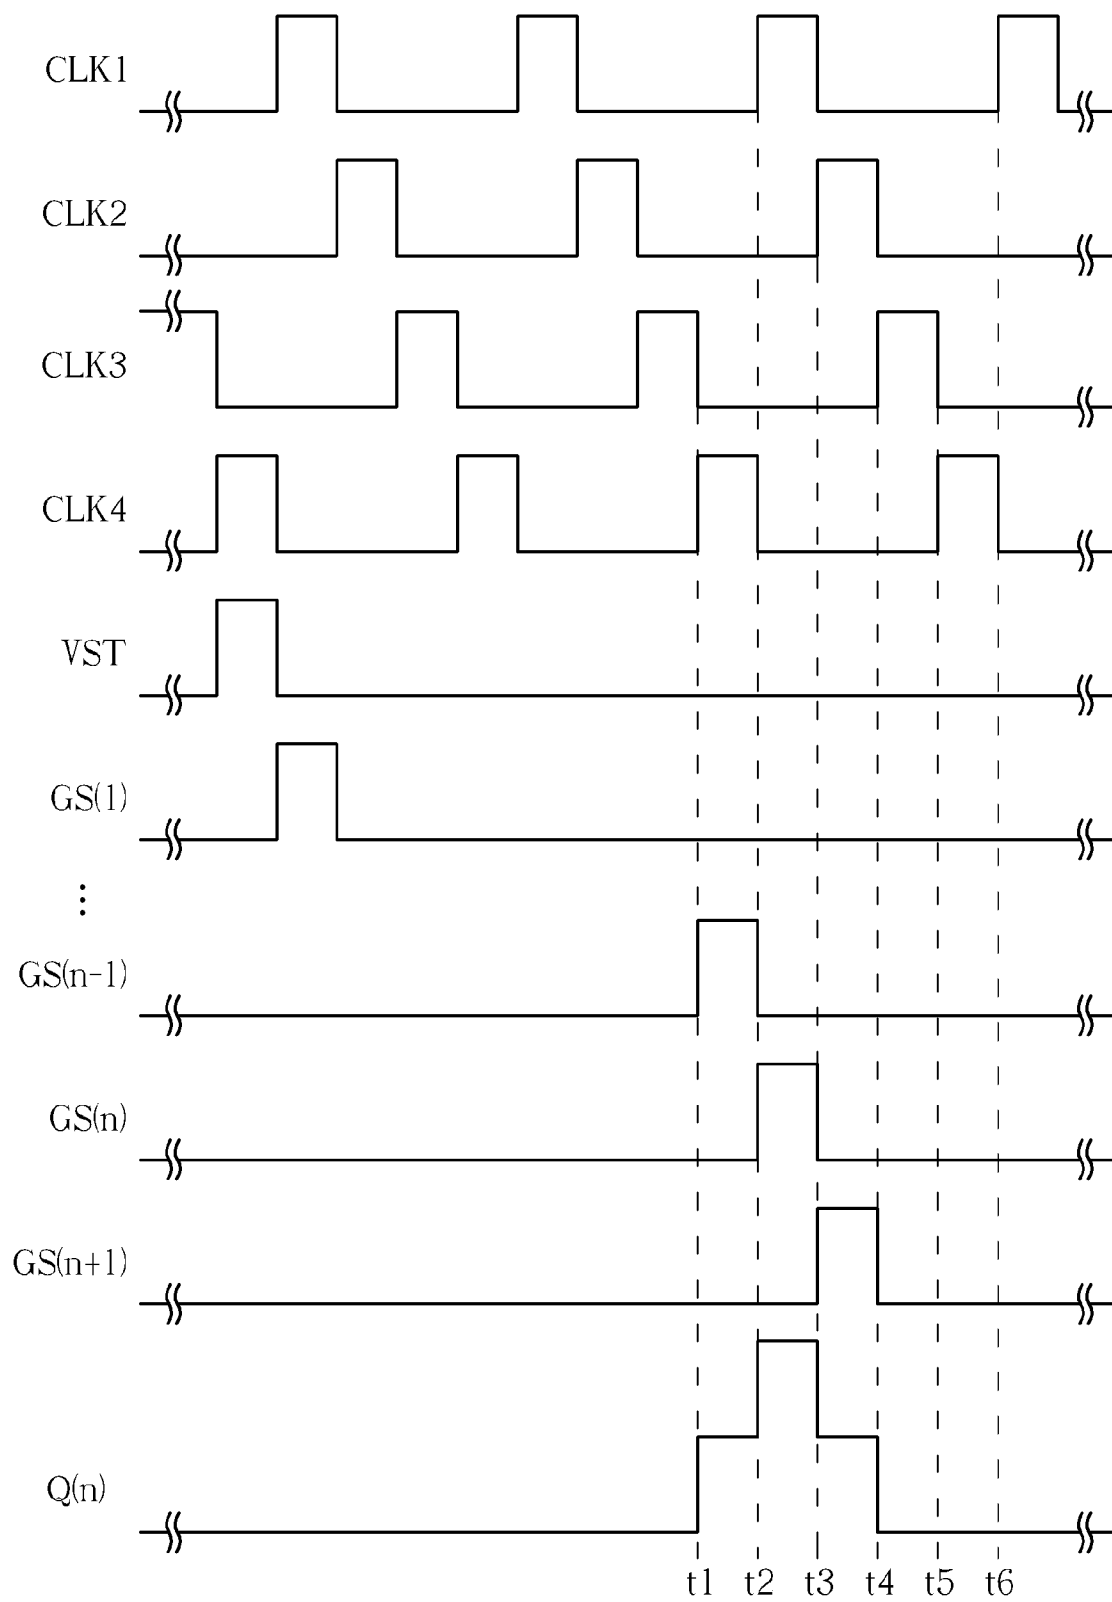 CLK1
CLK2
CLK3
CLK4
VST
GS(1)
⋮
GS(n-1)
GS(n)
GS(n+1)
Q(n)
t1 t2 t3 t4 t5 t6